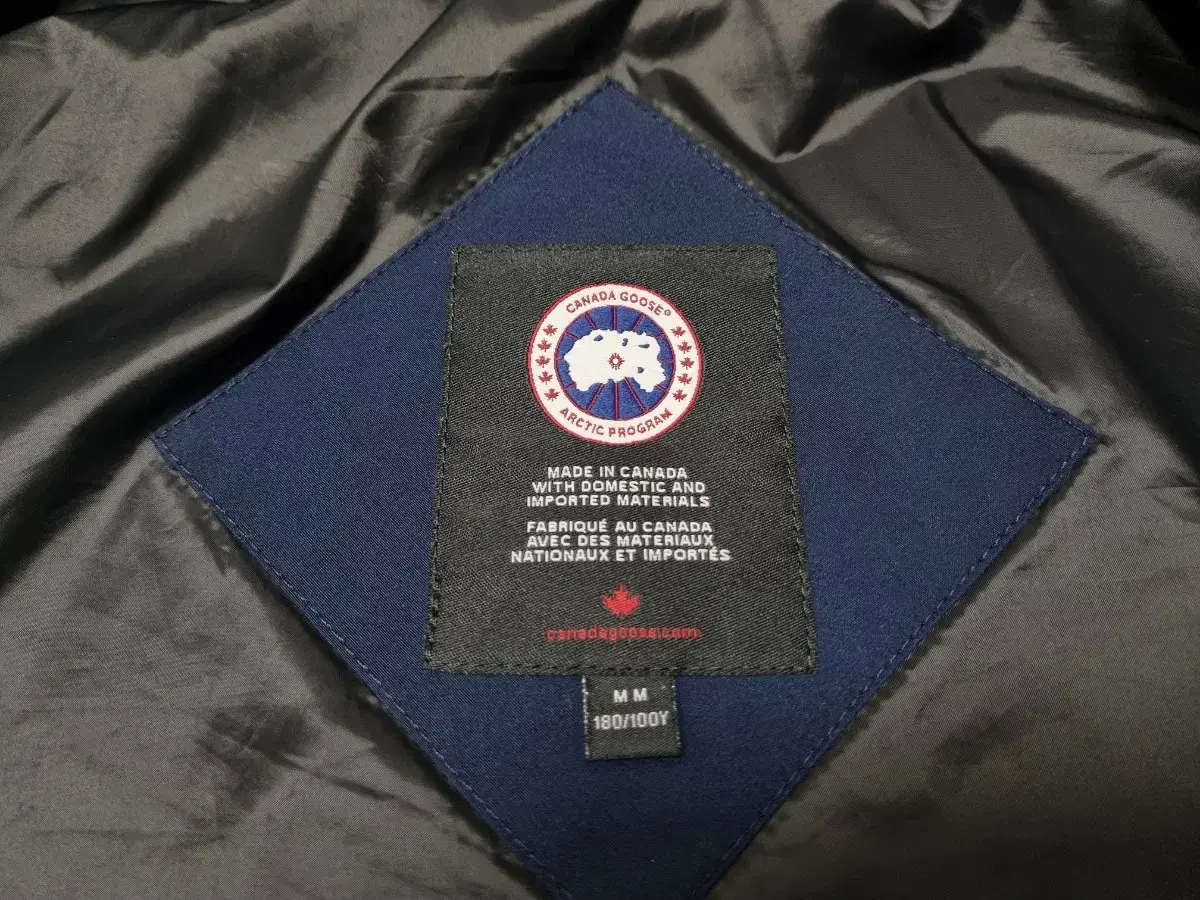 CANADA GOOSE®
ARCTIC PROGRAM
MADE IN CANADA
WITH DOMESTIC AND
IMPORTED MATERIALS
FABRIQUÉ AU CANADA
AVEC DES MATERIAUX
NATIONAUX ET IMPORTÉS
canadagoose.com
M M
180/100Y